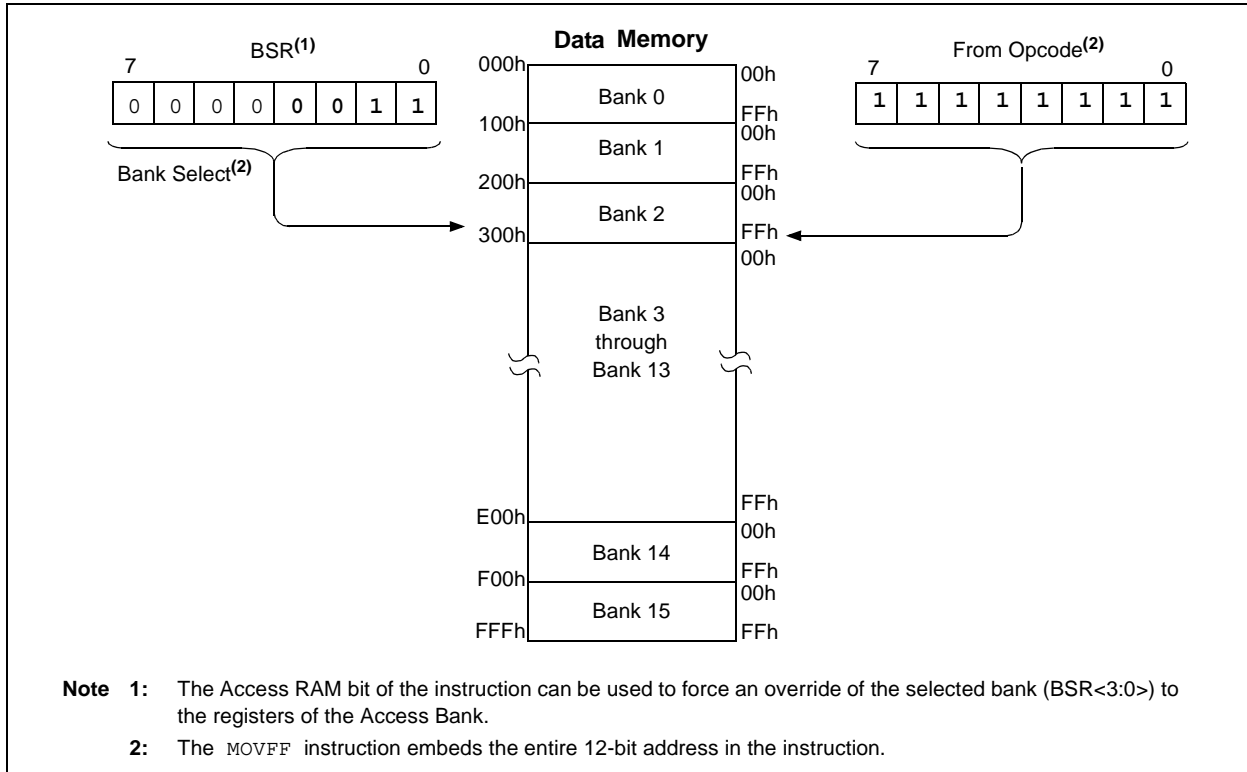 Data Memory
BSR(1)
7 0
0 0 0 0 0 0 1 1
Bank Select(2)
From Opcode(2)
7 0
1 1 1 1 1 1 1 1
000h
00h
Bank 0
FFh
100h
00h
Bank 1
FFh
200h
00h
Bank 2
300h
FFh
00h
Bank 3
through
Bank 13
FFh
E00h
00h
Bank 14
FFh
F00h
00h
Bank 15
FFFh
FFh
Note 1: The Access RAM bit of the instruction can be used to force an override of the selected bank (BSR<3:0>) to
the registers of the Access Bank.
2: The MOVFF instruction embeds the entire 12-bit address in the instruction.